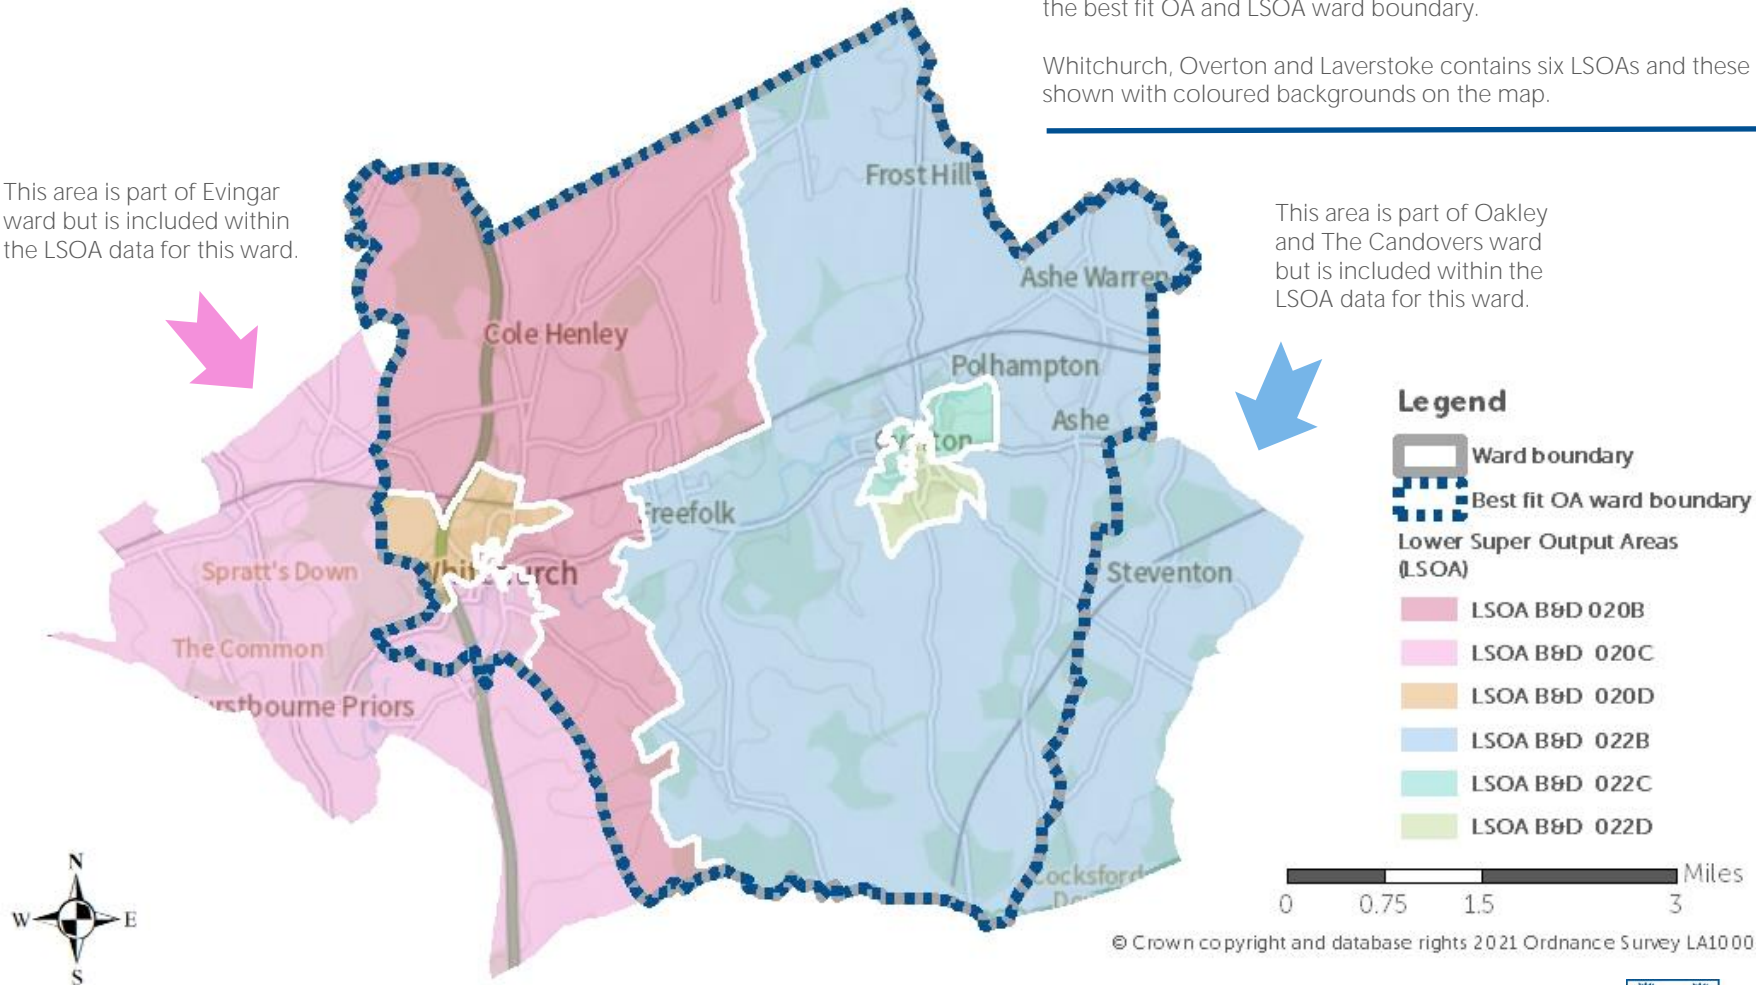 the best fit OA and LSOA ward boundary.
Whitchurch, Overton and Laverstoke contains six LSOAs and these
shown with coloured backgrounds on the map.
This area is part of Evingar
ward but is included within
the LSOA data for this ward.
This area is part of Oakley
and The Candovers ward
but is included within the
LSOA data for this ward.
Frost Hill
Ashe Warren
Cole Henley
Polhampton
Ashe
Freefolk
Spratt's Down
Steventon
The Common
Priors
Legend
Ward boundary
Best fit OA ward boundary
Lower Super Output Areas
(LSOA)
LSOA B&D 020B
LSOA B&D 020C
LSOA B&D 020D
LSOA B&D 022B
LSOA B&D 022C
LSOA B&D 022D
N
W E
S
Miles
0 0.75 1.5 3
© Crown copyright and database rights 2021 Ordnance Survey LA1000